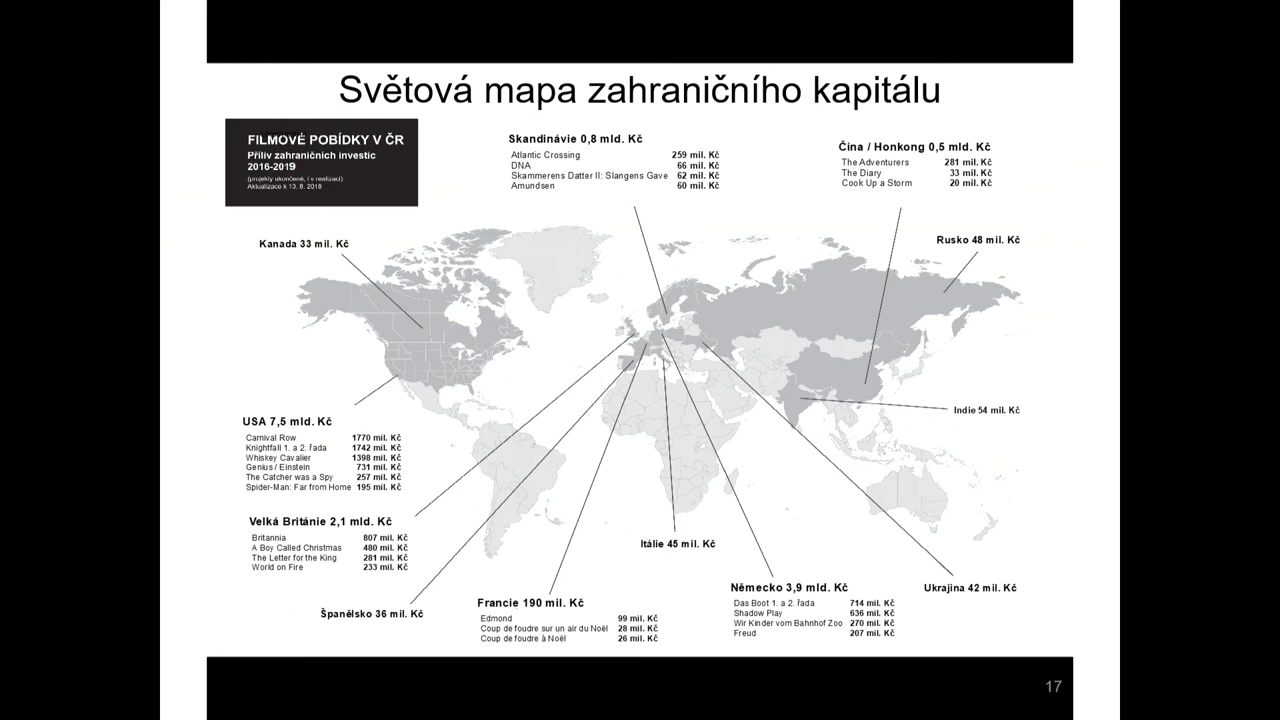 Světová mapa zahraničního kapitálu
FILMOVÉ POBÍDKY V ČR
Příliv zahraničních investic
2016-2019
(projekty ukončené, i v realizaci)
Aktualizace k 13. 8. 2018
Skandinávie 0,8 mld. Kč
Atlantic Crossing 259 mil. Kč
DNA 66 mil. Kč
Skammerens Datter II: Slangens Gave 62 mil. Kč
Amundsen 60 mil. Kč
Čína / Honkong 0,5 mld. Kč
The Adventurers 281 mil. Kč
The Diary 33 mil. Kč
Cook Up a Storm 20 mil. Kč
Kanada 33 mil. Kč
Rusko 48 mil. Kč
Indie 54 mil. Kč
USA 7,5 mld. Kč
Carnival Row 1770 mil. Kč
Knightfall 1. a 2. řada 1742 mil. Kč
Whiskey Cavalier 1398 mil. Kč
Genius / Einstein 731 mil. Kč
The Catcher was a Spy 257 mil. Kč
Spider-Man: Far from Home 195 mil. Kč
Velká Británie 2,1 mld. Kč
Britannia 807 mil. Kč
A Boy Called Christmas 480 mil. Kč
The Letter for the King 281 mil. Kč
World on Fire 233 mil. Kč
Itálie 45 mil. Kč
Španělsko 36 mil. Kč
Francie 190 mil. Kč
Edmond 99 mil. Kč
Coup de foudre sur un air du Noël 28 mil. Kč
Coup de foudre à Noël 26 mil. Kč
Německo 3,9 mld. Kč
Das Boot 1. a 2. řada 714 mil. Kč
Shadow Play 636 mil. Kč
Wir Kinder vom Bahnhof Zoo 270 mil. Kč
Freud 207 mil. Kč
Ukrajina 42 mil. Kč
17